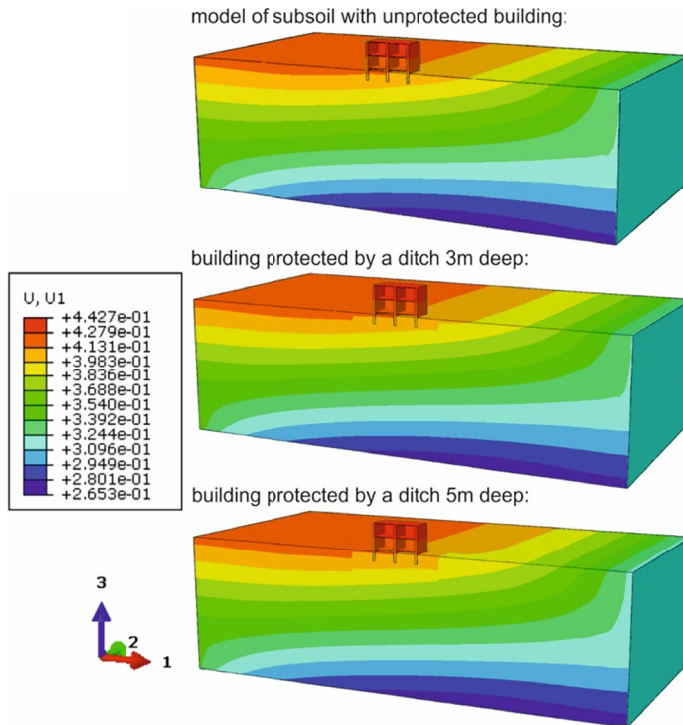 model of subsoil with unprotected building:
building protected by a ditch 3m deep:
U, U1
+4.427e-01
+4.279e-01
+4.131e-01
+3.983e-01
+3.836e-01
+3.688e-01
+3.540e-01
+3.392e-01
+3.244e-01
+3.096e-01
+2.949e-01
+2.801e-01
+2.653e-01
building protected by a ditch 5m deep:
3
2
1